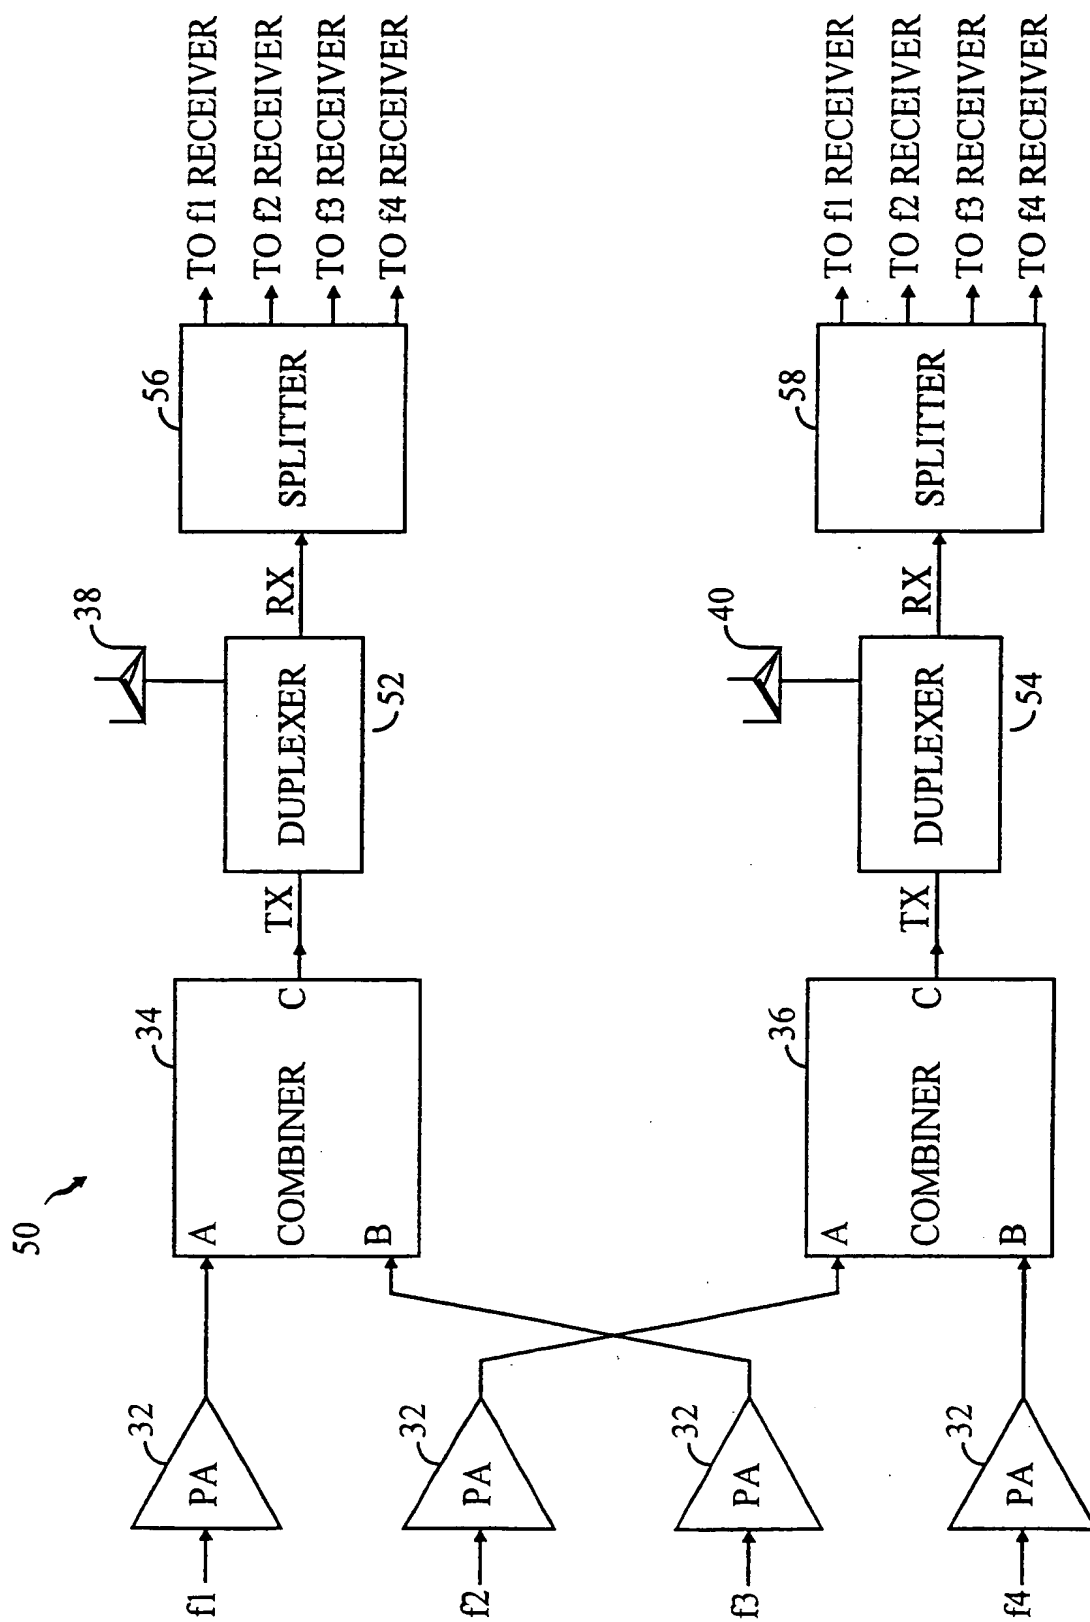 50
f1
PA
32
A
COMBINER
B
C
34
TX
DUPLEXER
52
38
RX
SPLITTER
56
TO f1 RECEIVER
TO f2 RECEIVER
TO f3 RECEIVER
TO f4 RECEIVER
f2
PA
32
f3
PA
32
f4
PA
32
A
COMBINER
B
C
36
TX
DUPLEXER
54
40
RX
SPLITTER
58
TO f1 RECEIVER
TO f2 RECEIVER
TO f3 RECEIVER
TO f4 RECEIVER